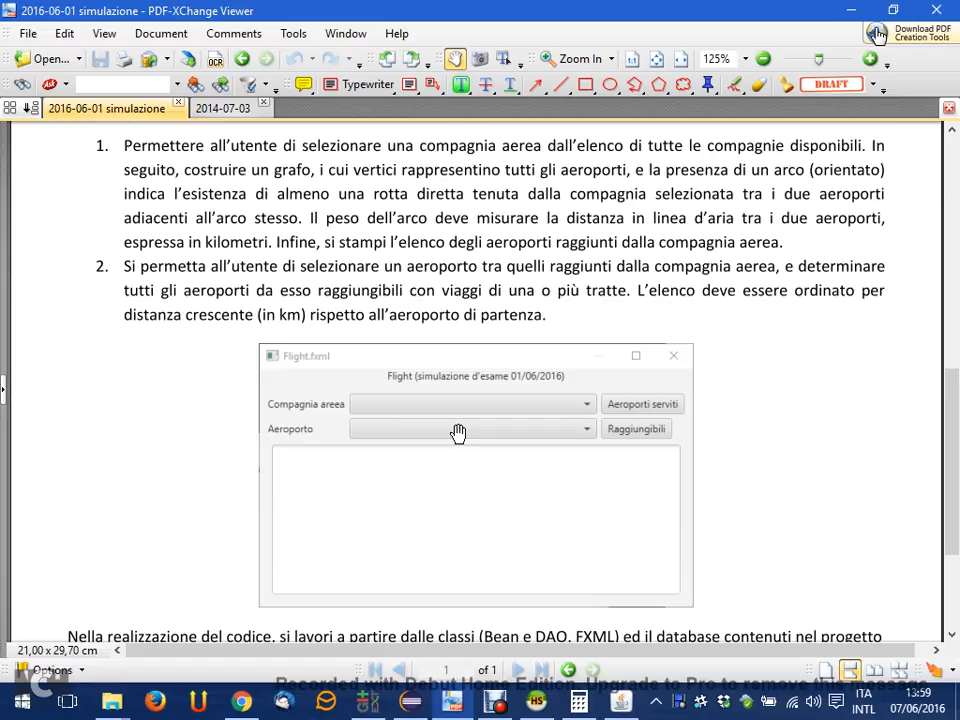 2016-06-01 simulazione - PDF-XChange Viewer
File Edit View Document Comments Tools Window Help
Download PDF
Creation Tools
Open... OCR Zoom In 125%
Typewriter DRAFT
2016-06-01 simulazione 2014-07-03
1. Permettere all'utente di selezionare una compagnia aerea dall'elenco di tutte le compagnie disponibili. In
seguito, costruire un grafo, i cui vertici rappresentino tutti gli aeroporti, e la presenza di un arco (orientato)
indica l'esistenza di almeno una rotta diretta tenuta dalla compagnia selezionata tra i due aeroporti
adiacenti all'arco stesso. Il peso dell'arco deve misurare la distanza in linea d'aria tra i due aeroporti,
espressa in kilometri. Infine, si stampi l'elenco degli aeroporti raggiunti dalla compagnia aerea.
2. Si permetta all'utente di selezionare un aeroporto tra quelli raggiunti dalla compagnia aerea, e determinare
tutti gli aeroporti da esso raggiungibili con viaggi di una o più tratte. L'elenco deve essere ordinato per
distanza crescente (in km) rispetto all'aeroporto di partenza.
Flight.fxml
Flight (simulazione d'esame 01/06/2016)
Compagnia areea Aeroporti serviti
Aeroporto Raggiungibili
Nella realizzazione del codice, si lavori a partire dalle classi (Bean e DAO, FXML) ed il database contenuti nel progetto
21,00 x 29,70 cm
Options 1 of 1
Recorded with Debut Home Edition. Upgrade to Pro to remove this message
ITA 13:59
INTL 07/06/2016